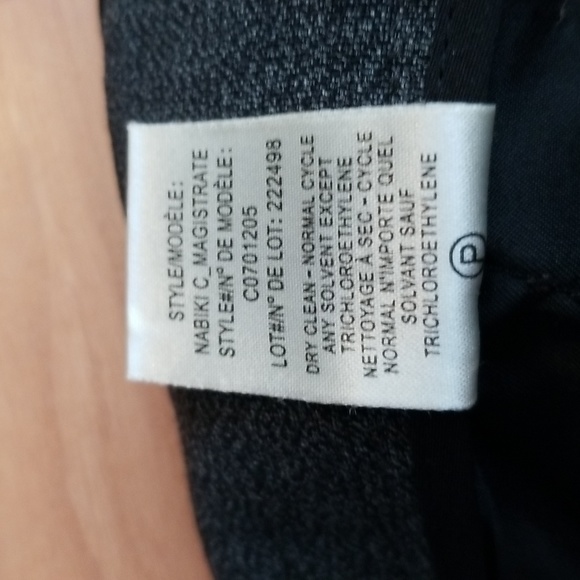 STYLE/MODÈLE:
NABIKI C_MAGISTRATE
STYLE#/Nº DE MODÈLE:
C0701205
LOT#/Nº DE LOT: 222498
DRY CLEAN - NORMAL CYCLE
ANY SOLVENT EXCEPT
TRICHLOROETHYLENE
NETTOYAGE À SEC - CYCLE
NORMAL N'IMPORTE QUEL
SOLVANT SAUF
TRICHLOROETHYLENE
P